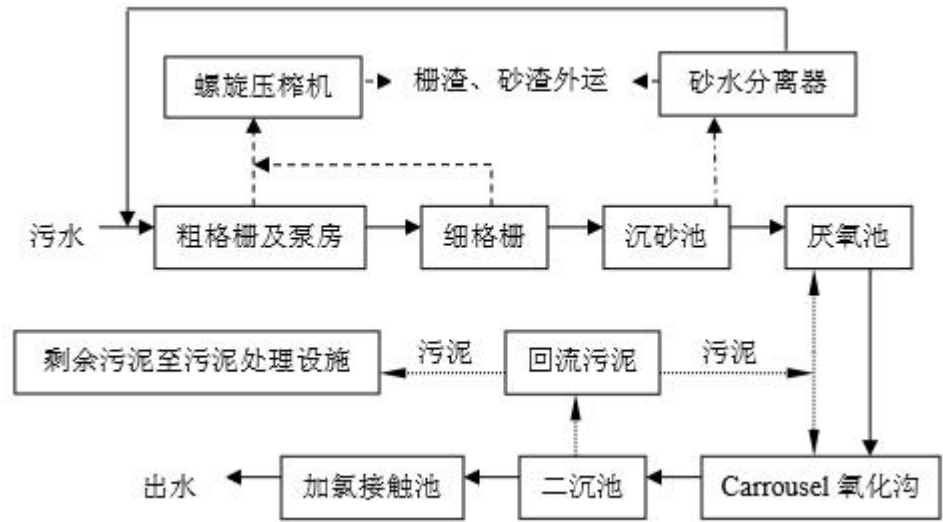 螺旋压榨机
栅渣、砂渣外运
砂水分离器
污水
粗格栅及泵房
细格栅
沉砂池
厌氧池
剩余污泥至污泥处理设施
污泥
回流污泥
污泥
出水
加氯接触池
二沉池
Carrousel 氧化沟